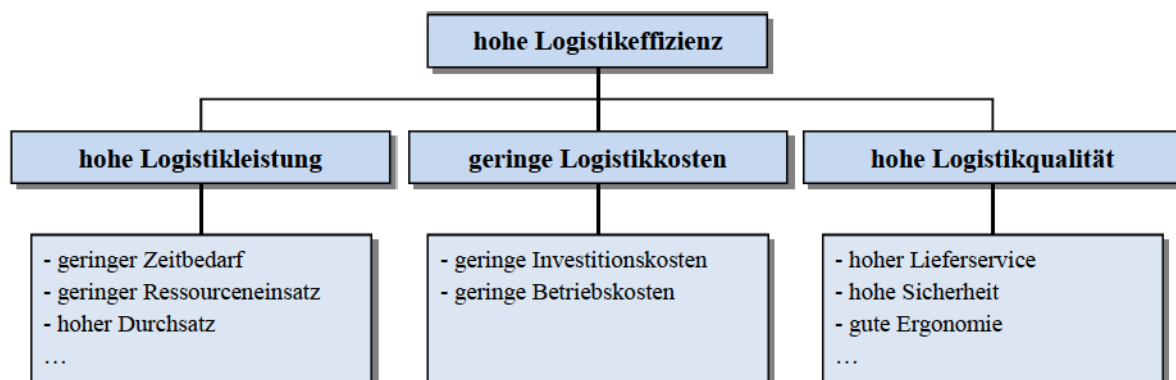 hohe Logistikeffizienz
hohe Logistikleistung
geringe Logistikkosten
hohe Logistikqualität
- geringer Zeitbedarf
- geringer Ressourceneinsatz
- hoher Durchsatz
…
- geringe Investitionskosten
- geringe Betriebskosten
- hoher Lieferservice
- hohe Sicherheit
- gute Ergonomie
…